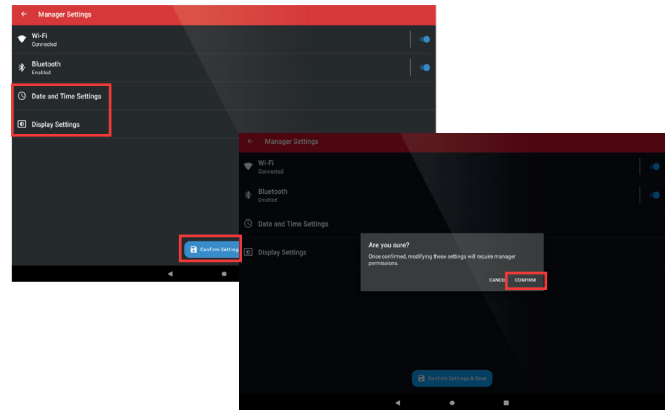 Manager Settings
Wi-Fi
Connected
Bluetooth
Enabled
Date and Time Settings
Display Settings
Confirm Setting
Manager Settings
Wi-Fi
Connected
Bluetooth
Enabled
Date and Time Settings
Display Settings
Are you sure?
Once confirmed, modifying these settings will require manager
permissions.
CANCEL CONFIRM
Confirm Settings & Save